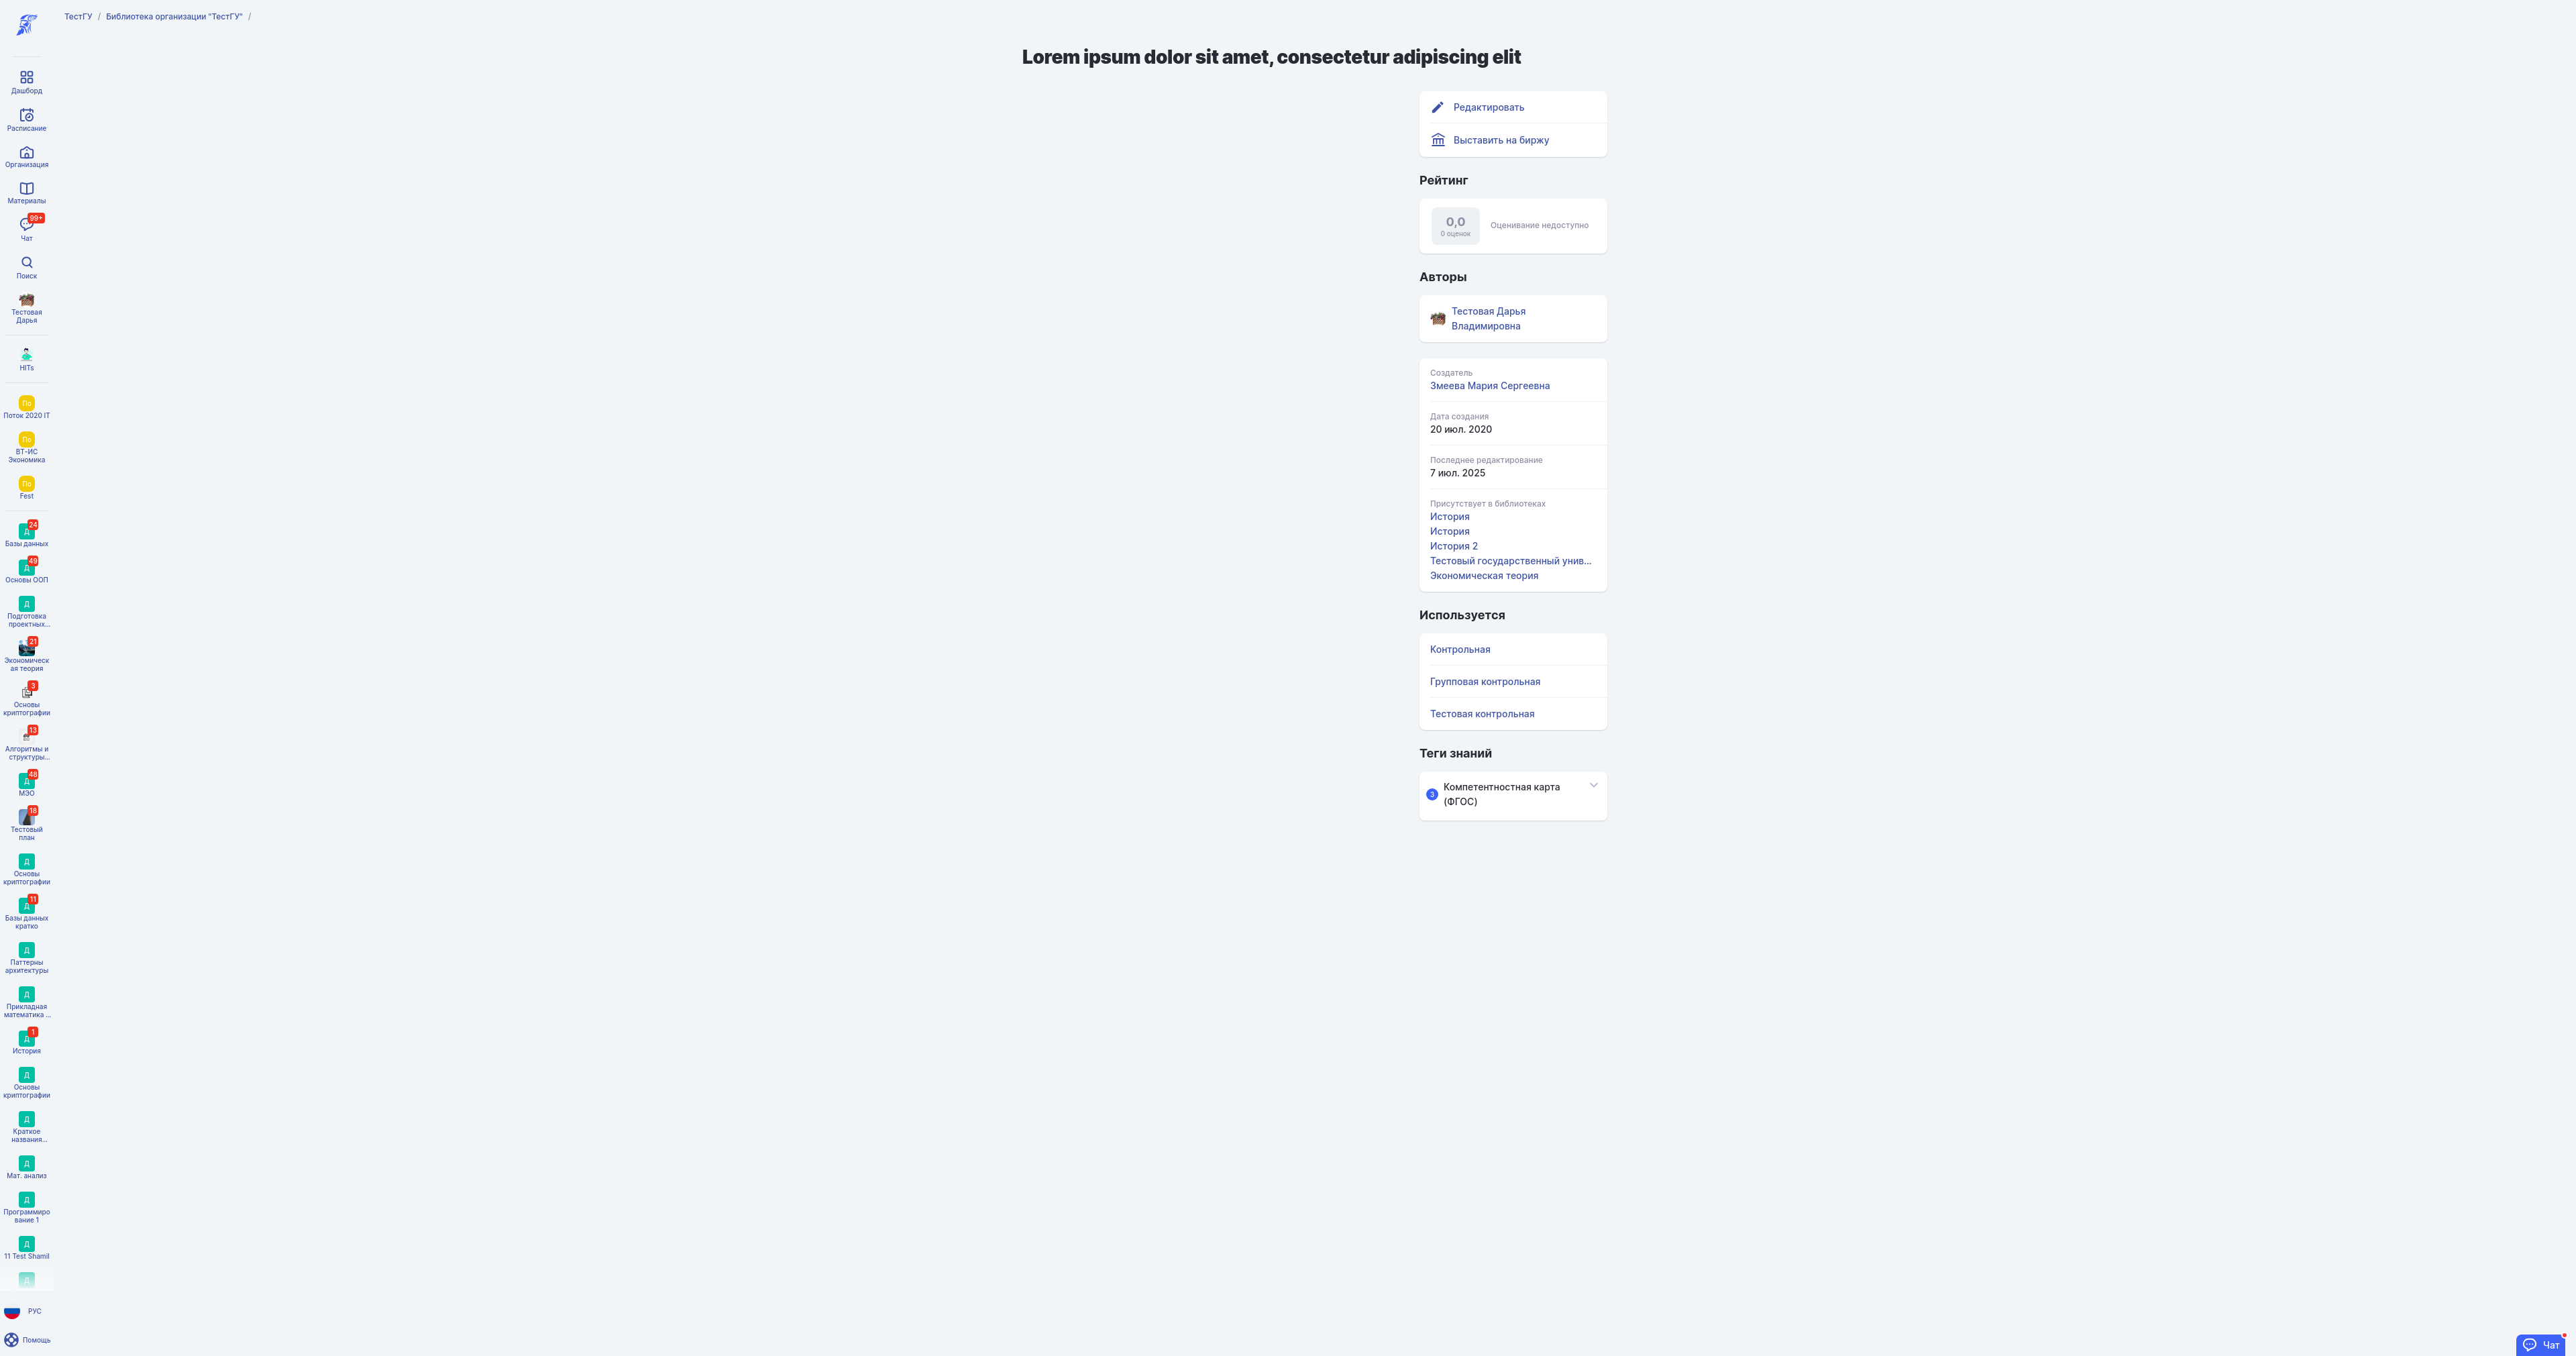 ТестГУ / Библиотека организации "ТестГУ" /
Lorem ipsum dolor sit amet, consectetur adipiscing elit
Дашборд
Расписание
Организация
Материалы
99+
Чат
Поиск
Тестовая
Дарья
HITs
По
Поток 2020 IT
По
ВТ-ИС
Экономика
По
Fest
24
Д
Базы данных
49
Д
Основы ООП
Д
Подготовка
проектных...
21
Экономическ
ая теория
3
Основы
криптографии
13
Алгоритмы и
структуры...
48
Д
МЭО
18
Тестовый
план
Д
Основы
криптографии
11
Д
Базы данных
кратко
Д
Паттерны
архитектуры
Д
Прикладная
математика ...
1
Д
История
Д
Основы
криптографии
Д
Краткое
названия...
Д
Мат. анализ
Д
Программиро
вание 1
Д
11 Test Shamil
Д
РУС
Помощь
Редактировать
Выставить на биржу
Рейтинг
0,0
0 оценок
Оценивание недоступно
Авторы
Тестовая Дарья
Владимировна
Создатель
Змеева Мария Сергеевна
Дата создания
20 июл. 2020
Последнее редактирование
7 июл. 2025
Присутствует в библиотеках
История
История
История 2
Тестовый государственный унив...
Экономическая теория
Используется
Контрольная
Групповая контрольная
Тестовая контрольная
Теги знаний
3
Компетентностная карта
(ФГОС)
Чат